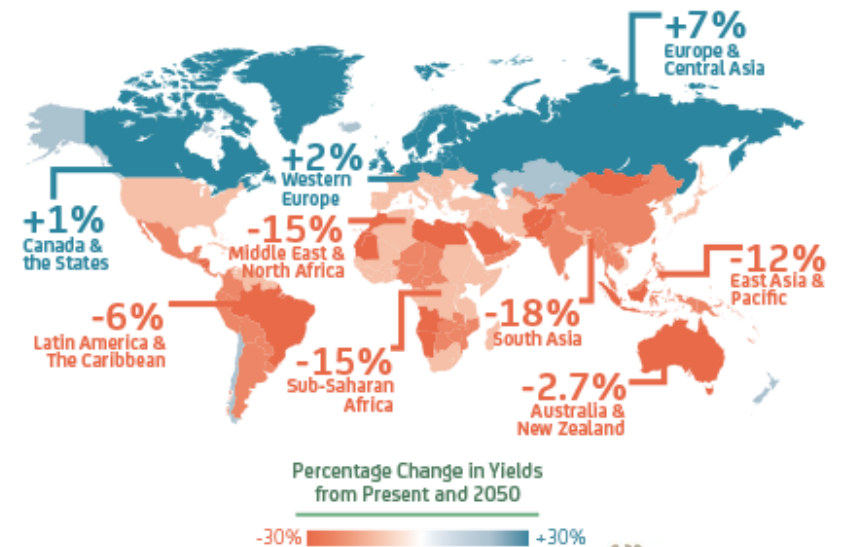 +7%
Europe &
Central Asia
+2%
Western
Europe
+1%
Canada &
the States
-15%
Middle East &
North Africa
-12%
East Asia &
Pacific
-6%
Latin America &
The Caribbean
-18%
South Asia
-15%
Sub-Saharan
Africa
-2.7%
Australia &
New Zealand
Percentage Change in Yields
from Present and 2050
-30%
+30%